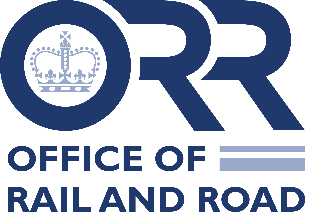 ORR
OFFICE OF
RAIL AND ROAD